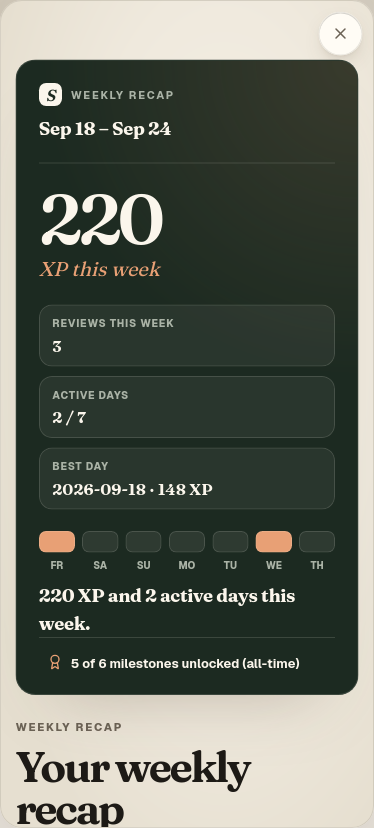 S WEEKLY RECAP
Sep 18 – Sep 24
220
XP this week
REVIEWS THIS WEEK
3
ACTIVE DAYS
2 / 7
BEST DAY
2026-09-18 · 148 XP
FR SA SU MO TU WE TH
220 XP and 2 active days this
week.
5 of 6 milestones unlocked (all-time)
WEEKLY RECAP
Your weekly
recap